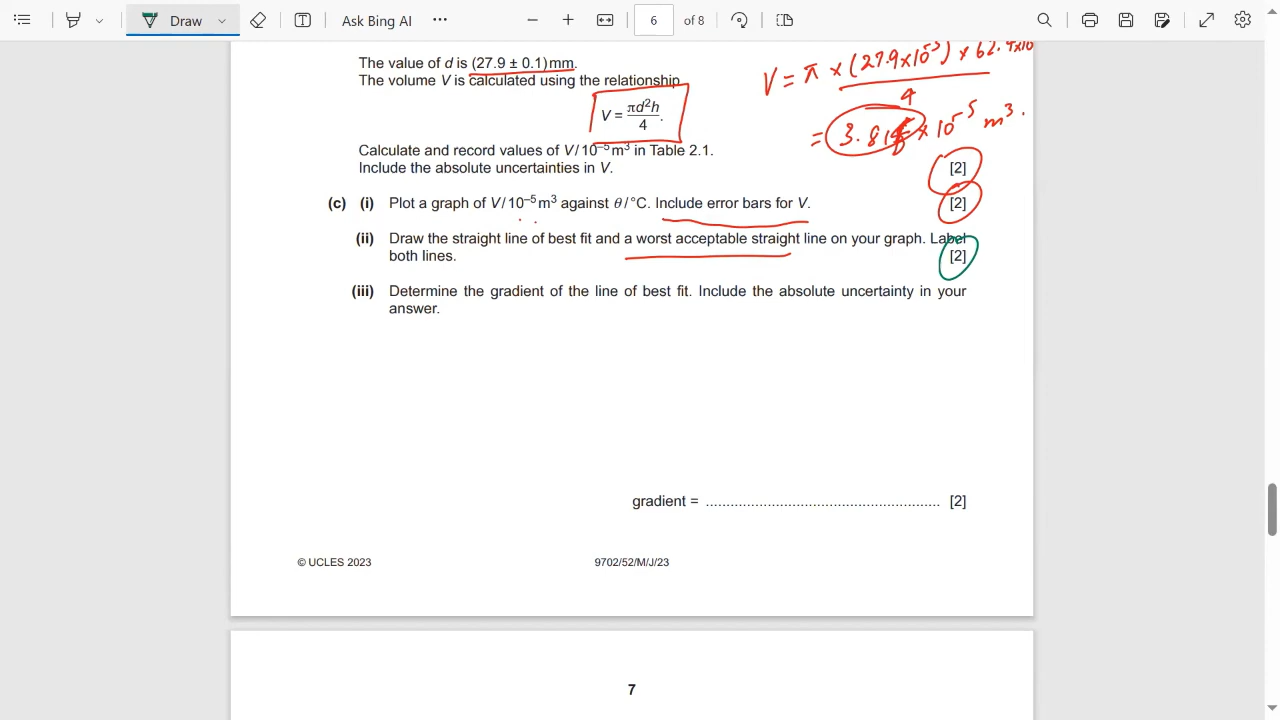 Draw
6
of 8
Ask Bing AI
The value of d is (27.9 ± 0.1) mm.
The volume V is calculated using the relationship
V = πd²h / 4.
V = π × (27.9×10⁻³) × 62.4×10
4
= 3.815 × 10⁻⁵ m³.
Calculate and record values of V / 10⁻⁵ m³ in Table 2.1.
Include the absolute uncertainties in V. [2]
(c) (i) Plot a graph of V / 10⁻⁵ m³ against θ / °C. Include error bars for V. [2]
(ii) Draw the straight line of best fit and a worst acceptable straight line on your graph. Label
both lines. [2]
(iii) Determine the gradient of the line of best fit. Include the absolute uncertainty in your
answer.
gradient = ........................................................ [2]
© UCLES 2023
9702/52/M/J/23
7